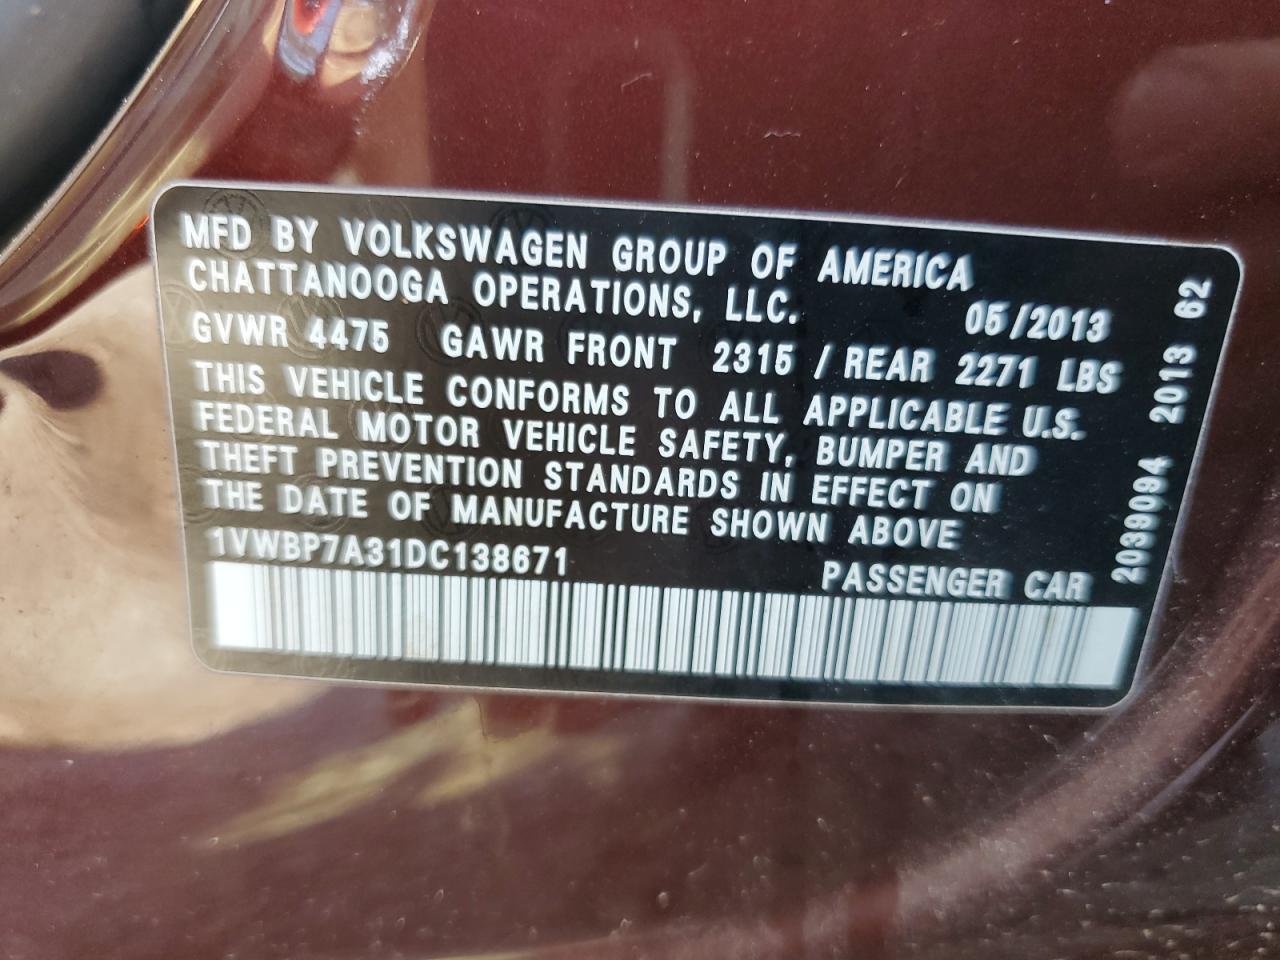 MFD BY VOLKSWAGEN GROUP OF AMERICA
CHATTANOOGA OPERATIONS, LLC. 05/2013
GVWR 4475 GAWR FRONT 2315 / REAR 2271 LBS
THIS VEHICLE CONFORMS TO ALL APPLICABLE U.S.
FEDERAL MOTOR VEHICLE SAFETY, BUMPER AND
THEFT PREVENTION STANDARDS IN EFFECT ON
THE DATE OF MANUFACTURE SHOWN ABOVE
1VWBP7A31DC138671 PASSENGER CAR
2039094 2013 62